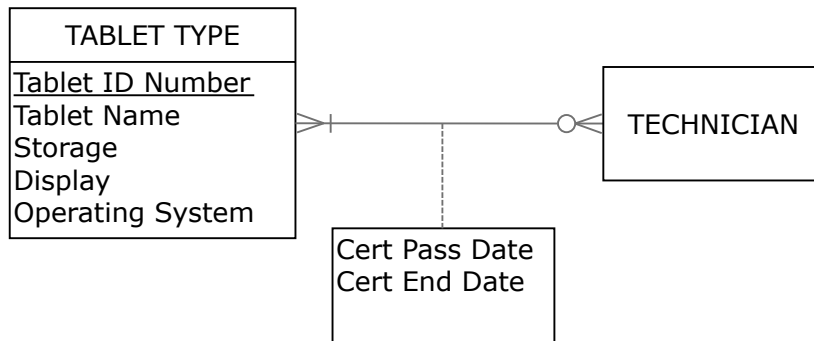 TABLET TYPE
Tablet ID Number
Tablet Name
Storage
Display
Operating System
TECHNICIAN
Cert Pass Date
Cert End Date